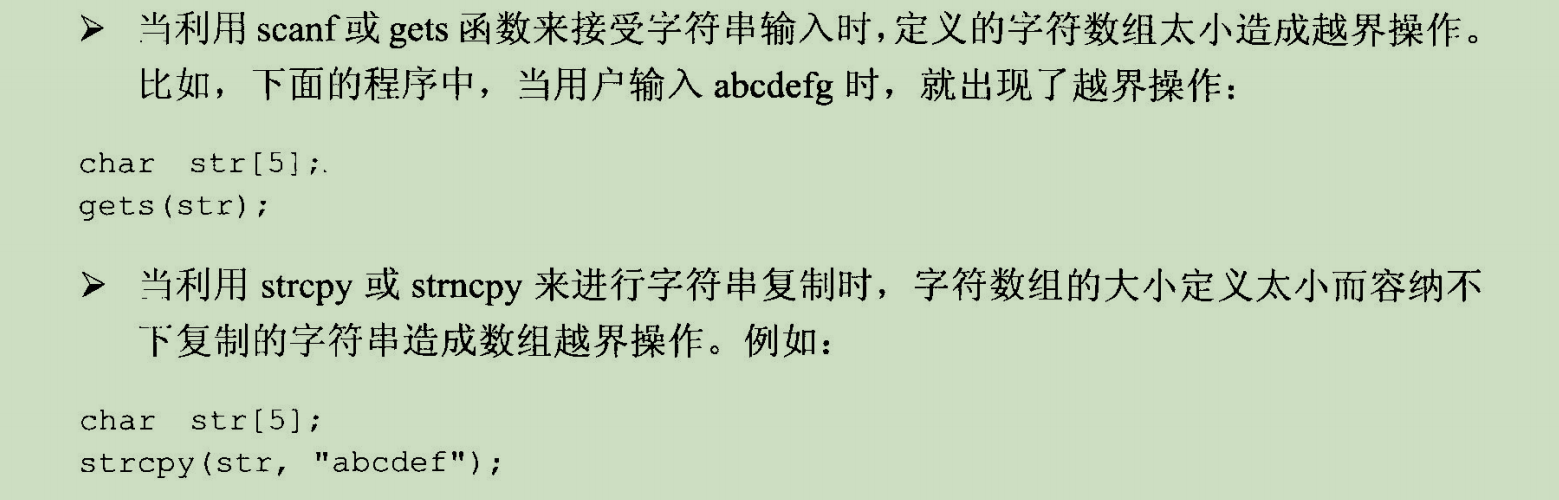 ➤ 当利用 scanf 或 gets 函数来接受字符串输入时,定义的字符数组太小造成越界操作。
比如，下面的程序中，当用户输入 abcdefg 时，就出现了越界操作：
char  str[5];
gets(str);
➤ 当利用 strcpy 或 strncpy 来进行字符串复制时，字符数组的大小定义太小而容纳不
下复制的字符串造成数组越界操作。例如：
char  str[5];
strcpy(str, "abcdef");